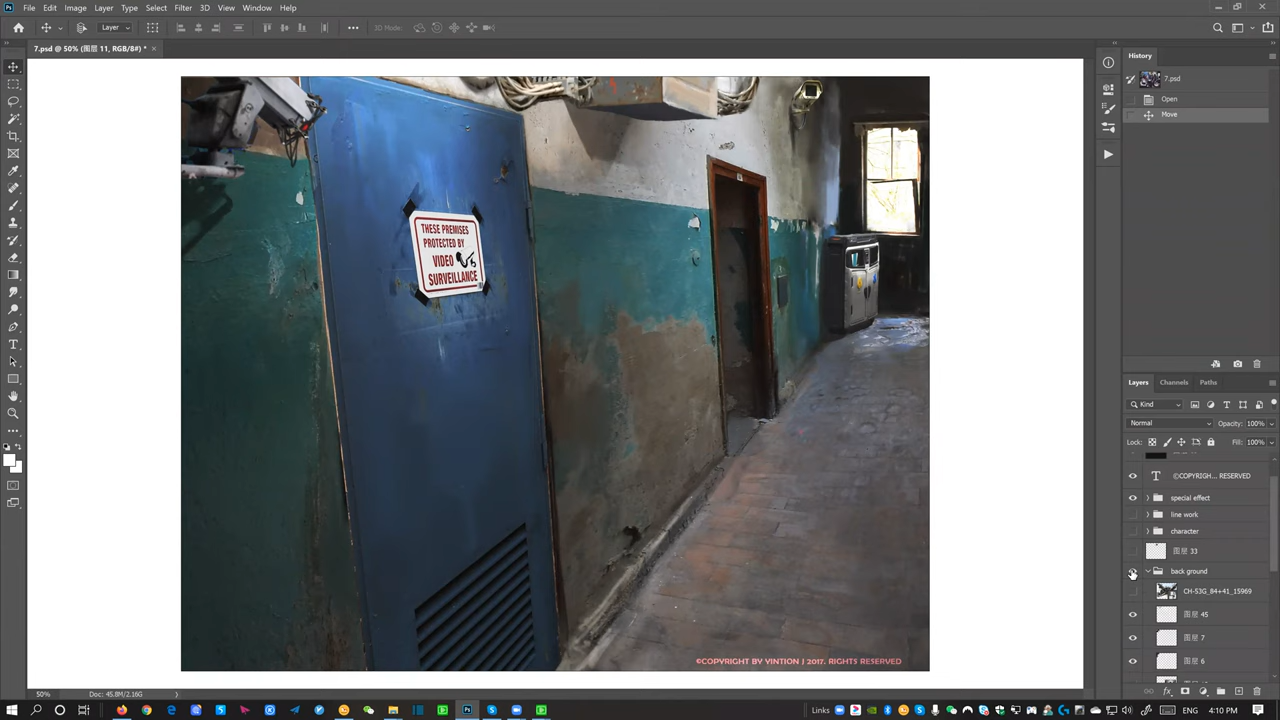 File Edit Image Layer Type Select Filter 3D View Window Help
Layer
3D Mode:
7.psd @ 50% (图层 11, RGB/8#) *
History
7.psd
Open
Move
THESE PREMISES
PROTECTED BY
VIDEO
SURVEILLANCE
©COPYRIGHT BY VINTION J 2017. RIGHTS RESERVED
Layers Channels Paths
Kind
Normal Opacity: 100%
Lock: Fill: 100%
©COPYRIGH... RESERVED
special effect
line work
character
图层 33
back ground
CH-53G_84+41_15969
图层 45
图层 7
图层 6
50% Doc: 45.8M/2.16G
Links ENG 4:10 PM